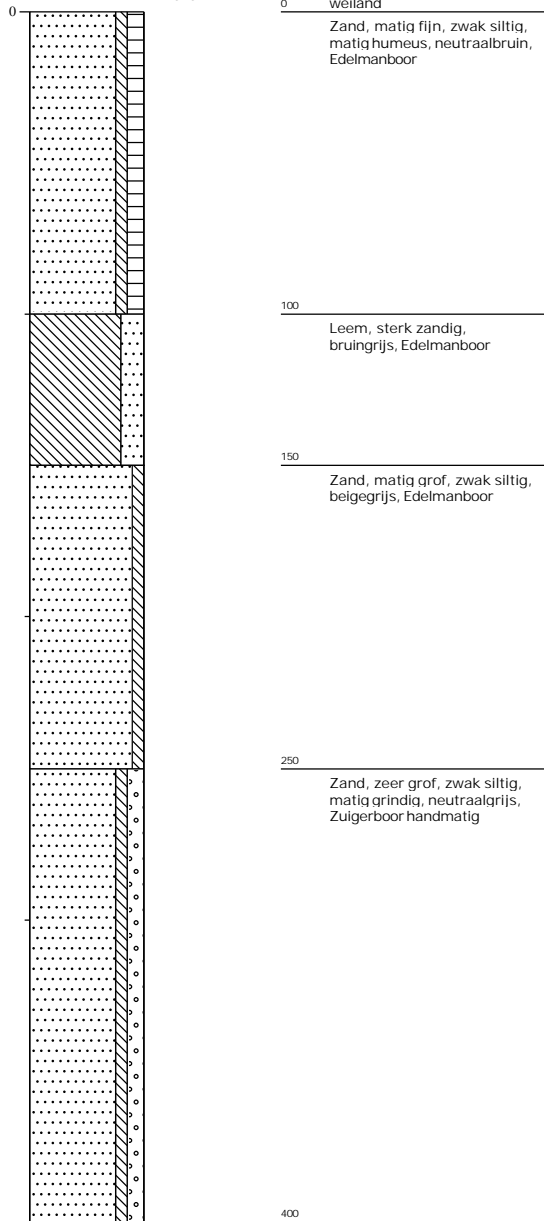 0
0
weiland
Zand, matig fijn, zwak siltig,
matig humeus, neutraalbruin,
Edelmanboor
100
Leem, sterk zandig,
bruingrijs, Edelmanboor
150
Zand, matig grof, zwak siltig,
beigegrijs, Edelmanboor
250
Zand, zeer grof, zwak siltig,
matig grindig, neutraalgrijs,
Zuigerboor handmatig
400